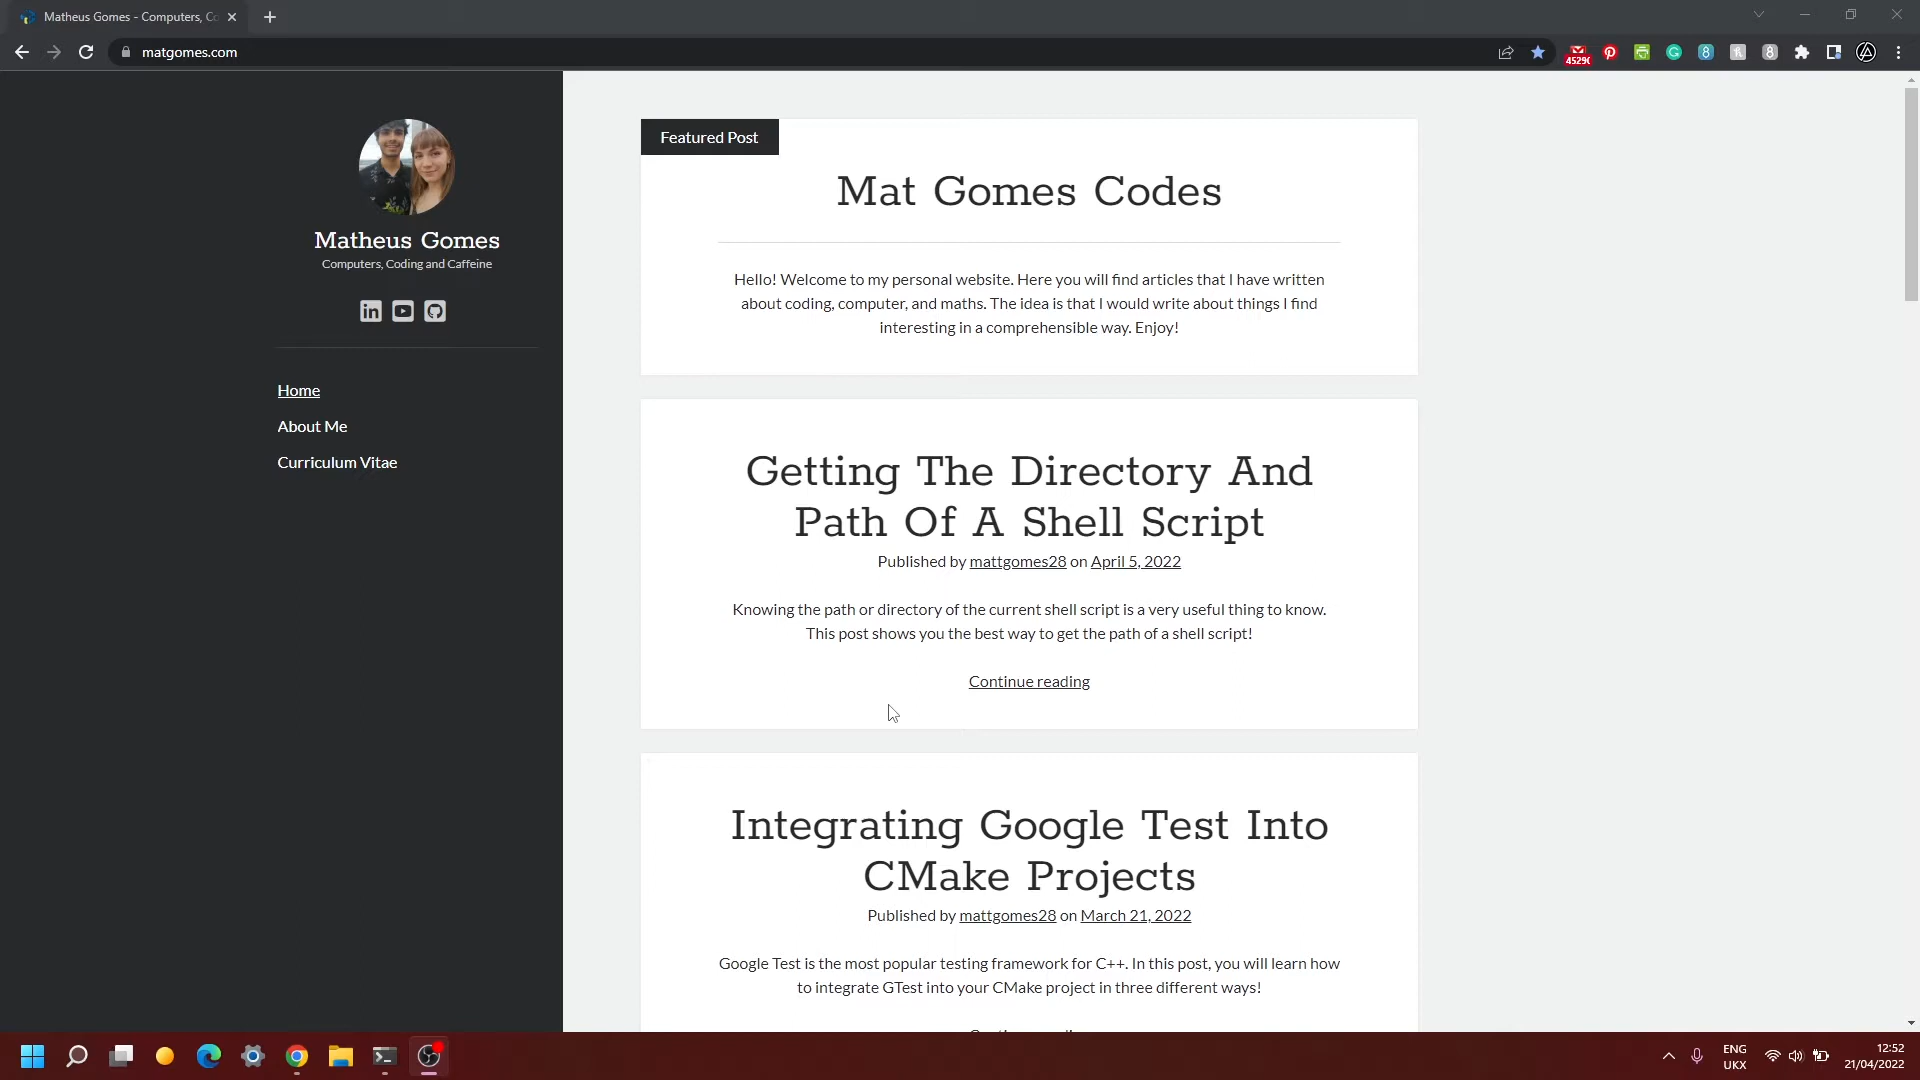 Matheus Gomes - Computers, Co
matgomes.com
4529(
Featured Post
Mat Gomes Codes
Hello! Welcome to my personal website. Here you will find articles that I have written
about coding, computer, and maths. The idea is that I would write about things I find
interesting in a comprehensible way. Enjoy!
Matheus Gomes
Computers, Coding and Caffeine
Home
About Me
Curriculum Vitae
Getting The Directory And
Path Of A Shell Script
Published by mattgomes28 on April 5, 2022
Knowing the path or directory of the current shell script is a very useful thing to know.
This post shows you the best way to get the path of a shell script!
Continue reading
Integrating Google Test Into
CMake Projects
Published by mattgomes28 on March 21, 2022
Google Test is the most popular testing framework for C++. In this post, you will learn how
to integrate GTest into your CMake project in three different ways!
ENG
UKX
12:52
21/04/2022